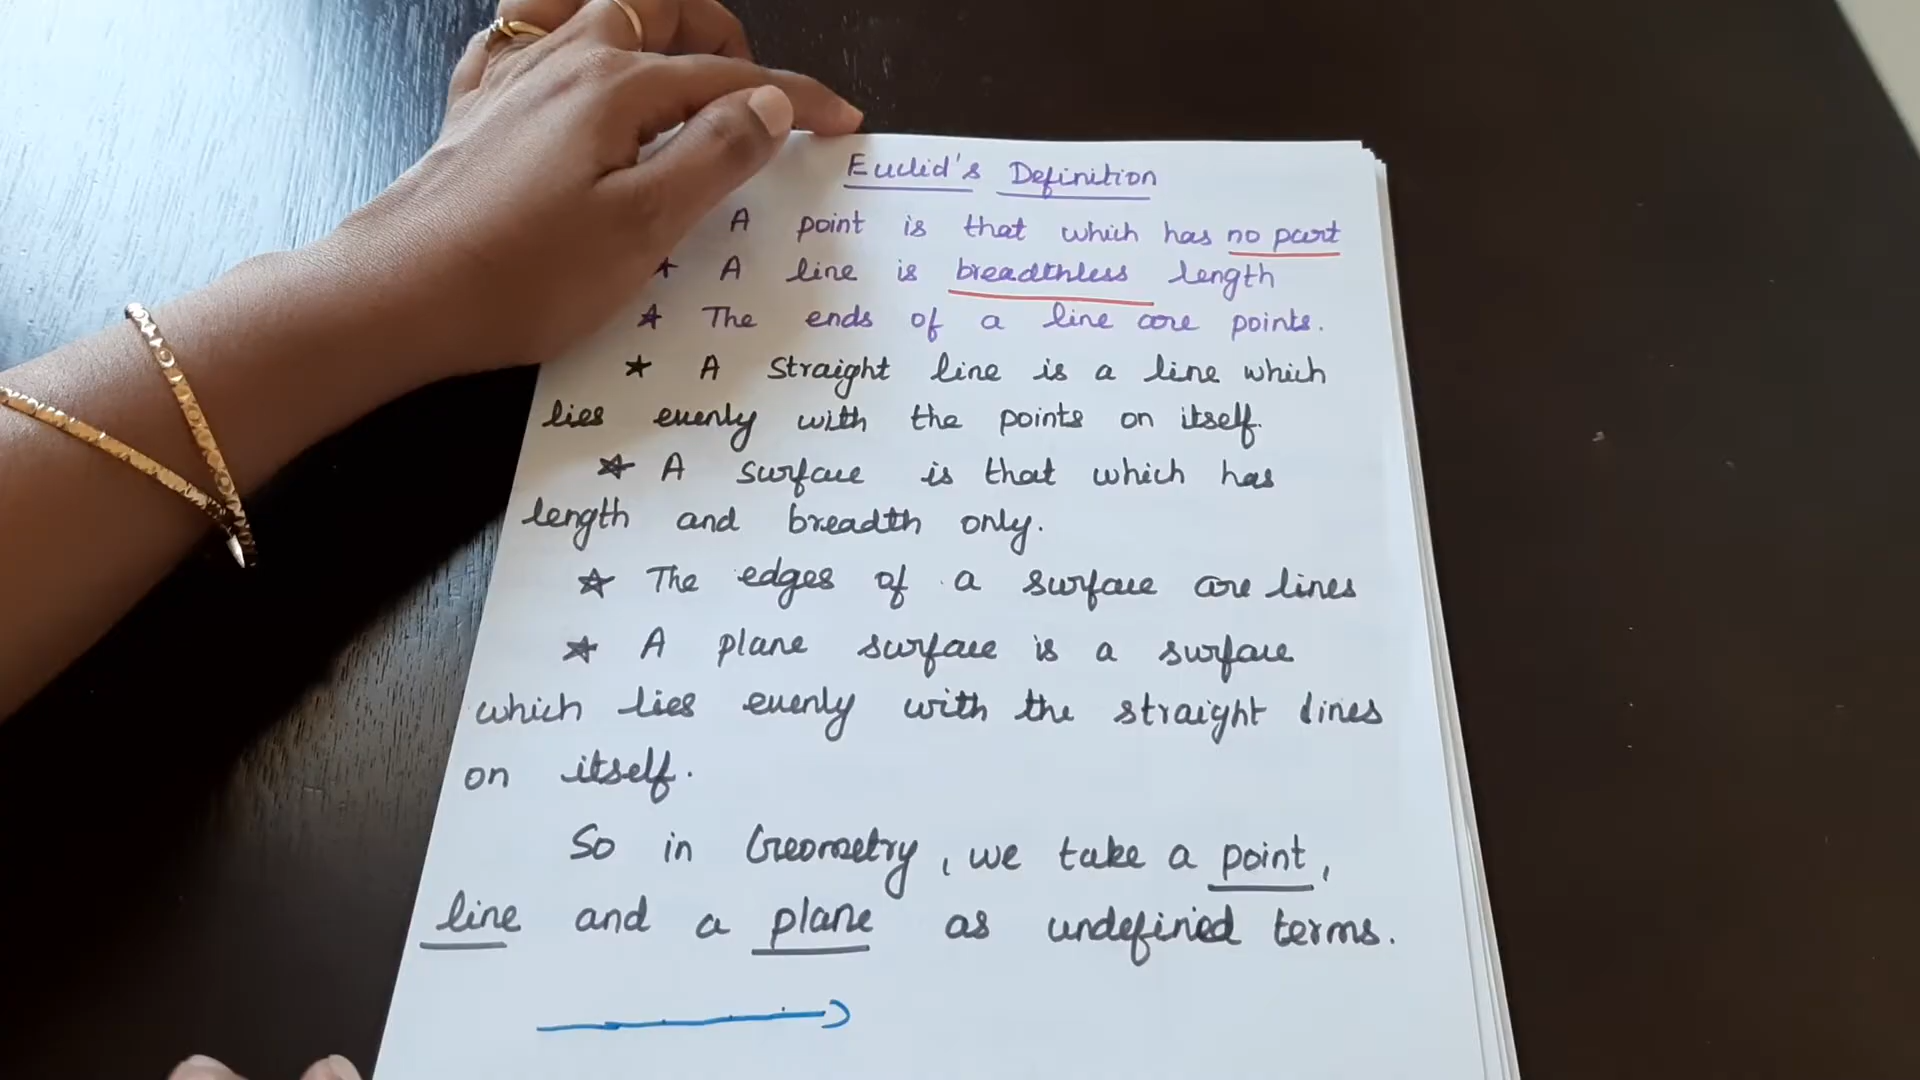 Euclid's Definition
A point is that which has no part
★ A line is breadthless length
★ The ends of a line are points.
★ A straight line is a line which
lies evenly with the points on itself.
★ A surface is that which has
length and breadth only.
★ The edges of a surface are lines
★ A plane surface is a surface
which lies evenly with the straight lines
on itself.
So in Geometry, we take a point,
line and a plane as undefined terms.